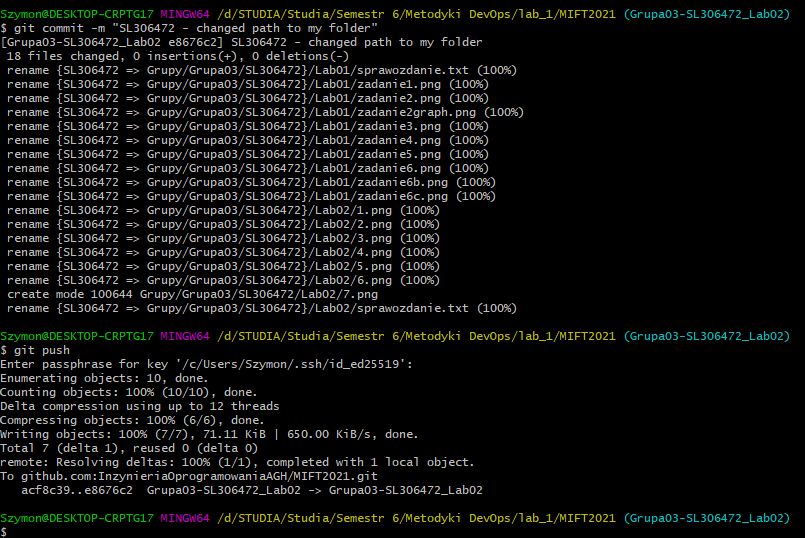 Szymon@DESKTOP-CRPTG17 MINGW64 /d/STUDIA/Studia/Semestr 6/Metodyki DevOps/lab_1/MIFT2021 (Grupa03-SL306472_Lab02)
$ git commit -m "SL306472 - changed path to my folder"
[Grupa03-SL306472_Lab02 e8676c2] SL306472 - changed path to my folder
 18 files changed, 0 insertions(+), 0 deletions(-)
 rename {SL306472 => Grupy/Grupa03/SL306472}/Lab01/sprawozdanie.txt (100%)
 rename {SL306472 => Grupy/Grupa03/SL306472}/Lab01/zadanie1.png (100%)
 rename {SL306472 => Grupy/Grupa03/SL306472}/Lab01/zadanie2.png (100%)
 rename {SL306472 => Grupy/Grupa03/SL306472}/Lab01/zadanie2graph.png (100%)
 rename {SL306472 => Grupy/Grupa03/SL306472}/Lab01/zadanie3.png (100%)
 rename {SL306472 => Grupy/Grupa03/SL306472}/Lab01/zadanie4.png (100%)
 rename {SL306472 => Grupy/Grupa03/SL306472}/Lab01/zadanie5.png (100%)
 rename {SL306472 => Grupy/Grupa03/SL306472}/Lab01/zadanie6.png (100%)
 rename {SL306472 => Grupy/Grupa03/SL306472}/Lab01/zadanie6b.png (100%)
 rename {SL306472 => Grupy/Grupa03/SL306472}/Lab01/zadanie6c.png (100%)
 rename {SL306472 => Grupy/Grupa03/SL306472}/Lab02/1.png (100%)
 rename {SL306472 => Grupy/Grupa03/SL306472}/Lab02/2.png (100%)
 rename {SL306472 => Grupy/Grupa03/SL306472}/Lab02/3.png (100%)
 rename {SL306472 => Grupy/Grupa03/SL306472}/Lab02/4.png (100%)
 rename {SL306472 => Grupy/Grupa03/SL306472}/Lab02/5.png (100%)
 rename {SL306472 => Grupy/Grupa03/SL306472}/Lab02/6.png (100%)
 create mode 100644 Grupy/Grupa03/SL306472/Lab02/7.png
 rename {SL306472 => Grupy/Grupa03/SL306472}/Lab02/sprawozdanie.txt (100%)
Szymon@DESKTOP-CRPTG17 MINGW64 /d/STUDIA/Studia/Semestr 6/Metodyki DevOps/lab_1/MIFT2021 (Grupa03-SL306472_Lab02)
$ git push
Enter passphrase for key '/c/Users/Szymon/.ssh/id_ed25519':
Enumerating objects: 10, done.
Counting objects: 100% (10/10), done.
Delta compression using up to 12 threads
Compressing objects: 100% (6/6), done.
Writing objects: 100% (7/7), 71.11 KiB | 650.00 KiB/s, done.
Total 7 (delta 1), reused 0 (delta 0)
remote: Resolving deltas: 100% (1/1), completed with 1 local object.
To github.com:InzynieriaOprogramowaniaAGH/MIFT2021.git
   acf8c39..e8676c2  Grupa03-SL306472_Lab02 -> Grupa03-SL306472_Lab02
Szymon@DESKTOP-CRPTG17 MINGW64 /d/STUDIA/Studia/Semestr 6/Metodyki DevOps/lab_1/MIFT2021 (Grupa03-SL306472_Lab02)
$